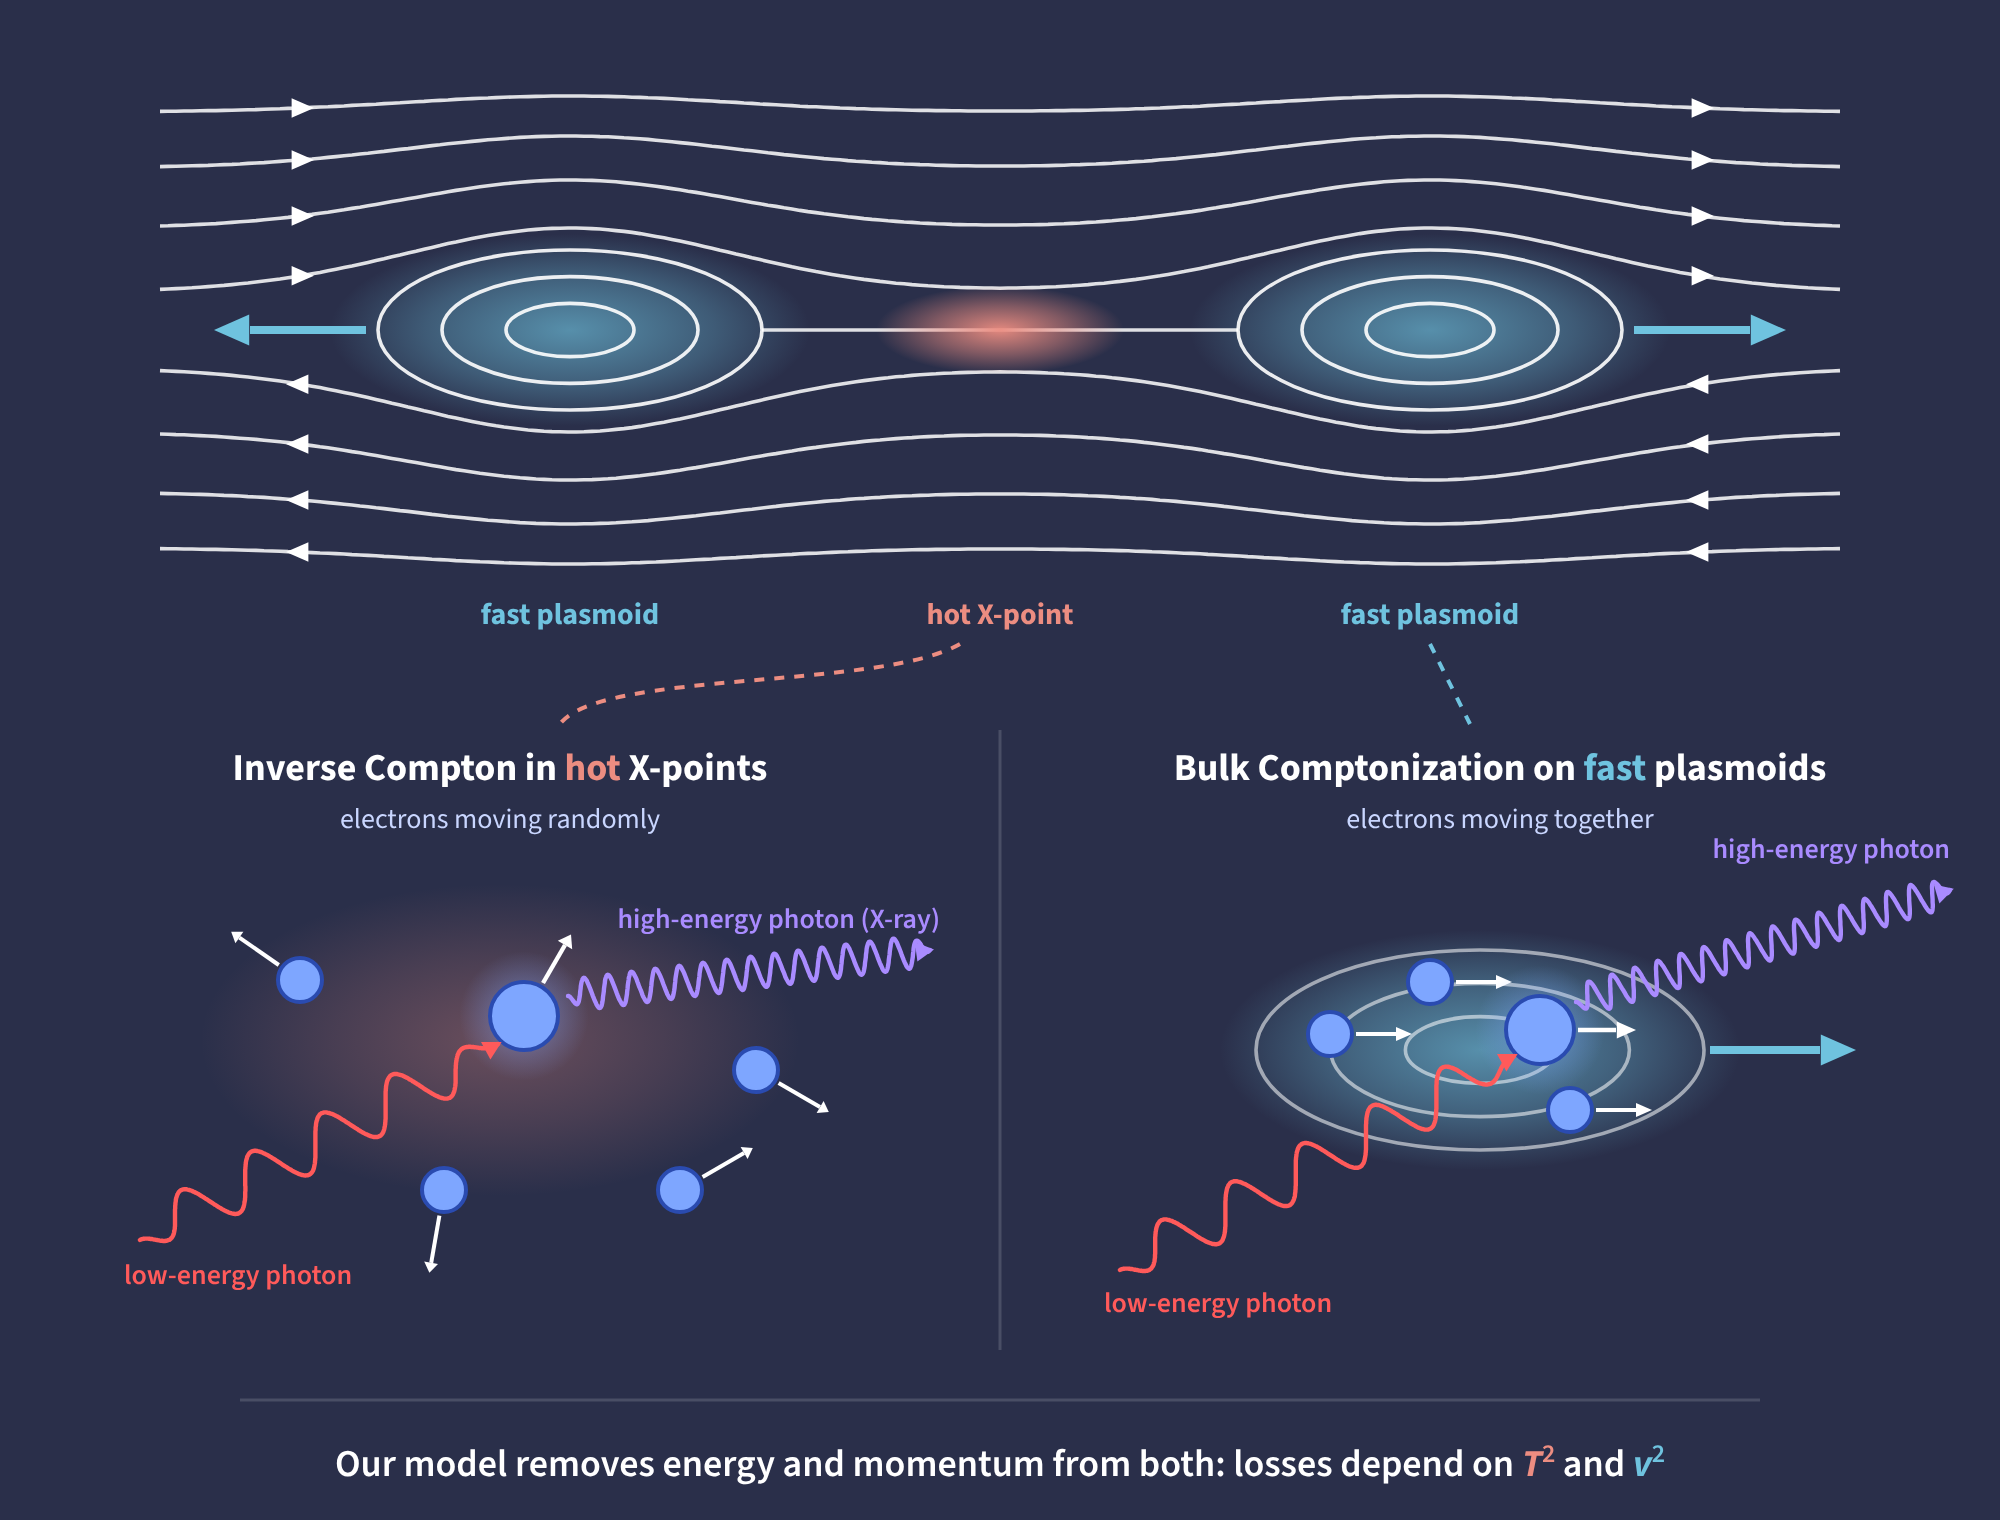 fast plasmoid
hot X-point
fast plasmoid
Inverse Compton in hot X-points
electrons moving randomly
high-energy photon (X-ray)
low-energy photon
Bulk Comptonization on fast plasmoids
electrons moving together
high-energy photon
low-energy photon
Our model removes energy and momentum from both: losses depend on T² and v²